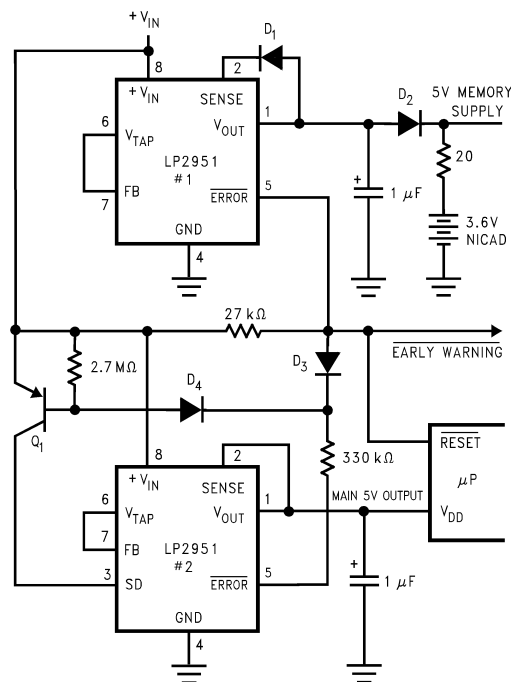 +VIN
D1
8
2
+VIN
SENSE
6
VTAP
1
VOUT
D2
5V MEMORY
SUPPLY
LP2951
#1
20
FB
7
5
ERROR
+
1 μF
3.6V
NICAD
GND
4
27 kΩ
2.7 MΩ
D3
EARLY WARNING
D4
Q1
8
2
330 kΩ
RESET
μP
+VIN
SENSE
6
VTAP
1
VOUT
MAIN 5V OUTPUT
VDD
7
FB
LP2951
#2
3
SD
5
ERROR
+
1 μF
GND
4